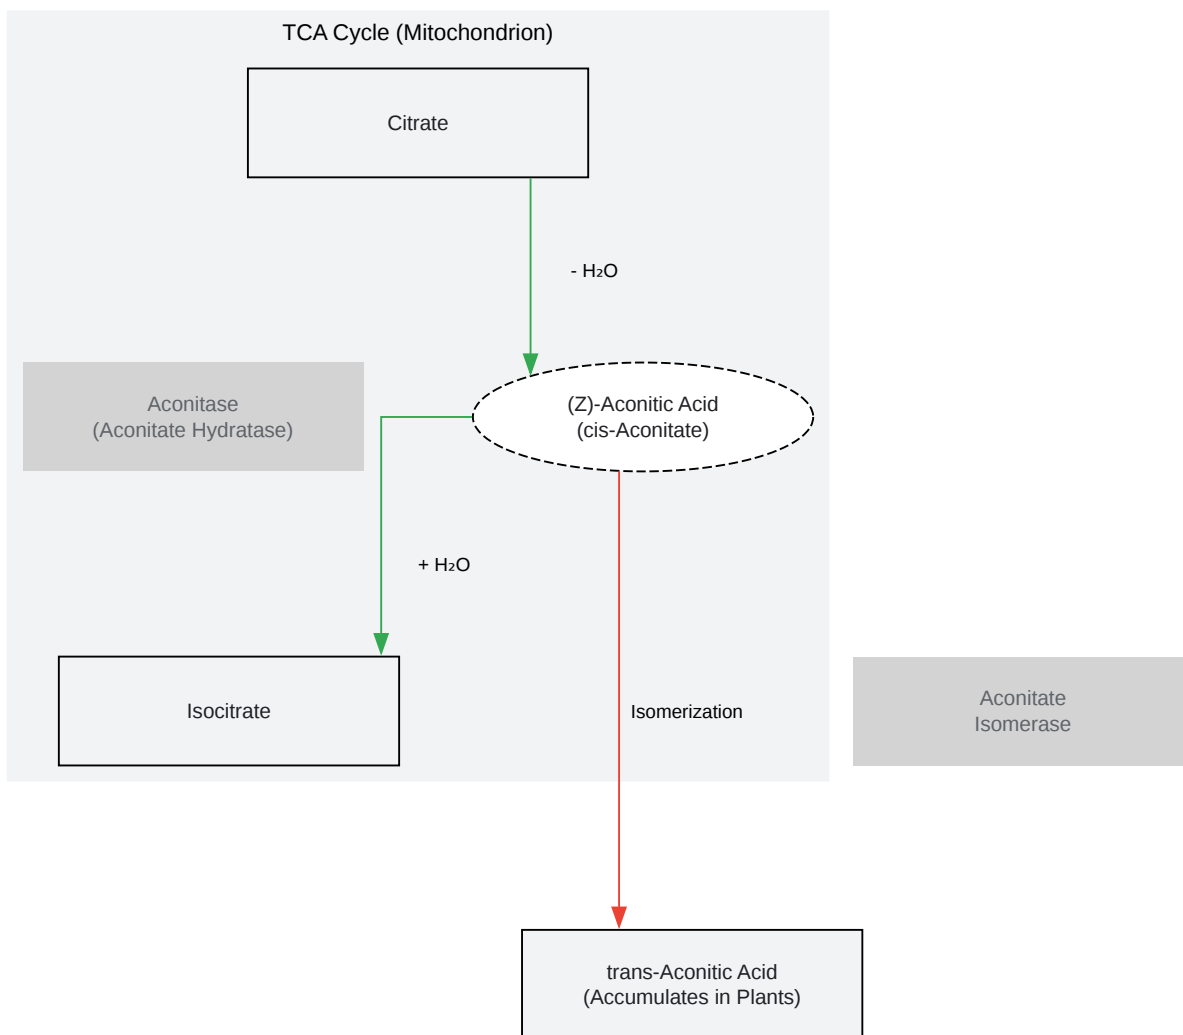 TCA Cycle (Mitochondrion)
Citrate
- H₂O
Aconitase
(Aconitate Hydratase)
(Z)-Aconitic Acid
(cis-Aconitate)
+ H₂O
Isocitrate
Isomerization
Aconitate
Isomerase
trans-Aconitic Acid
(Accumulates in Plants)